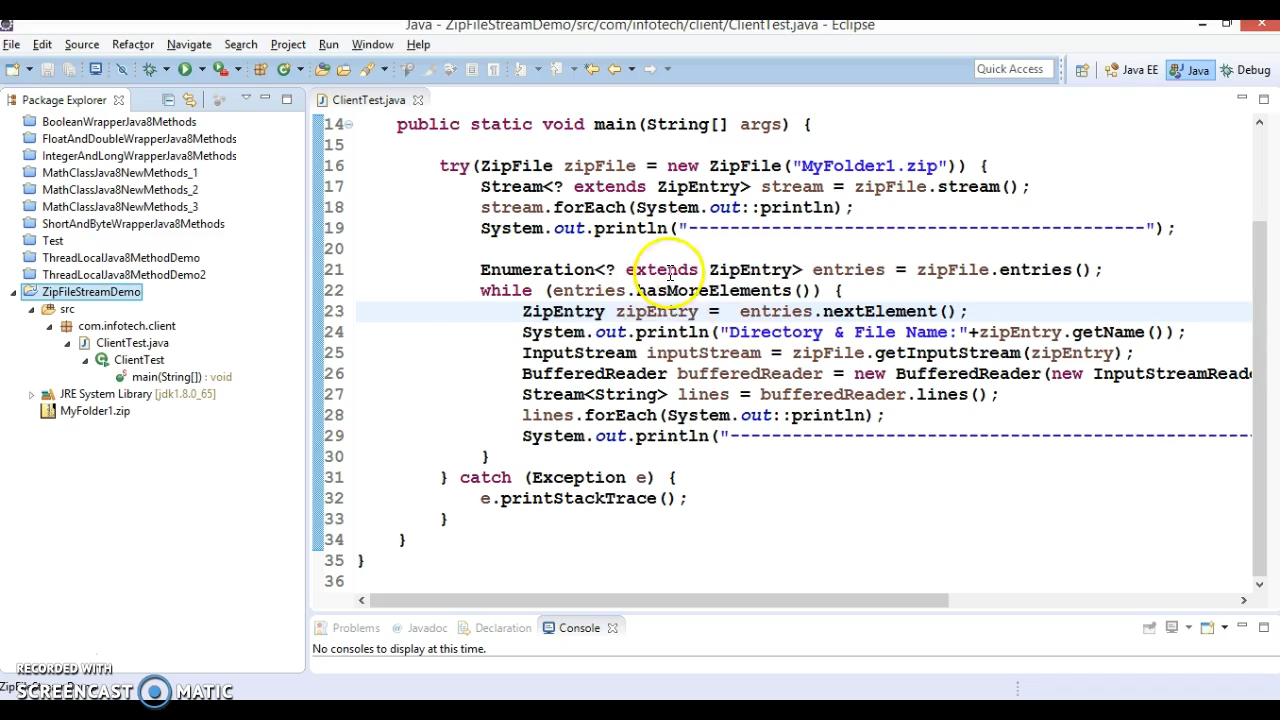 Java - ZipFileStreamDemo/src/com/infotech/client/ClientTest.java - Eclipse
File Edit Source Refactor Navigate Search Project Run Window Help
Quick Access Java EE Java Debug
Package Explorer
BooleanWrapperJava8Methods
FloatAndDoubleWrapperJava8Methods
IntegerAndLongWrapperJava8Methods
MathClassJava8NewMethods_1
MathClassJava8NewMethods_2
MathClassJava8NewMethods_3
ShortAndByteWrapperJava8Methods
Test
ThreadLocalJava8MethodDemo
ThreadLocalJava8MethodDemo2
ZipFileStreamDemo
src
com.infotech.client
ClientTest.java
ClientTest
main(String[]) : void
JRE System Library [jdk1.8.0_65]
MyFolder1.zip
ClientTest.java
14 public static void main(String[] args) {
15
16 try(ZipFile zipFile = new ZipFile("MyFolder1.zip")) {
17 Stream<? extends ZipEntry> stream = zipFile.stream();
18 stream.forEach(System.out::println);
19 System.out.println("--------------------------------------------");
20
21 Enumeration<? extends ZipEntry> entries = zipFile.entries();
22 while (entries.hasMoreElements()) {
23 ZipEntry zipEntry =  entries.nextElement();
24 System.out.println("Directory & File Name:"+zipEntry.getName());
25 InputStream inputStream = zipFile.getInputStream(zipEntry);
26 BufferedReader bufferedReader = new BufferedReader(new InputStreamReade
27 Stream<String> lines = bufferedReader.lines();
28 lines.forEach(System.out::println);
29 System.out.println("--------------------------------------------------
30 }
31 } catch (Exception e) {
32 e.printStackTrace();
33 }
34 }
35 }
36
Problems Javadoc Declaration Console
No consoles to display at this time.
RECORDED WITH
SCREENCAST MATIC